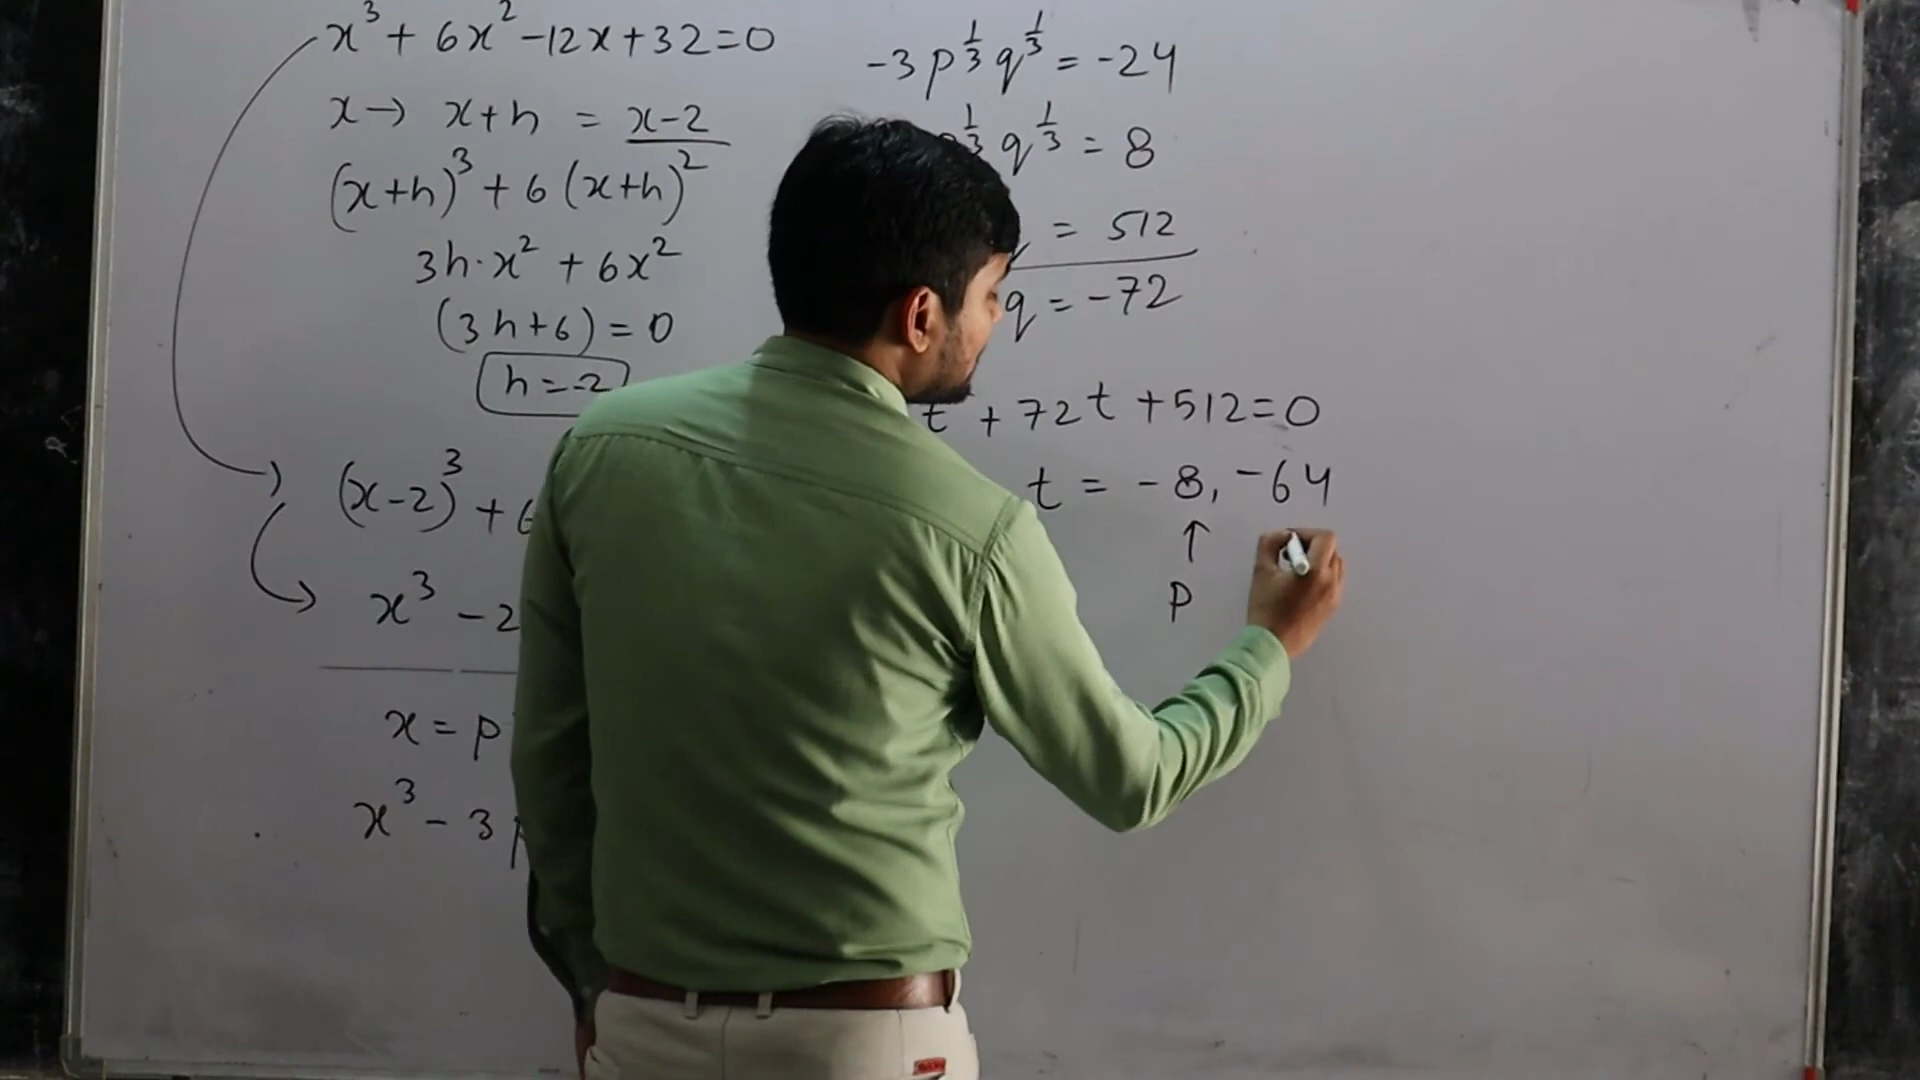 x³ + 6x² -12x+32=0
x → x+h = x-2
(x+h)³ + 6(x+h)²
3h·x² + 6x²
(3h+6) = 0
h = -2
(x-2)³ + 6
x³ - 2
x = p
x³ - 3p
-3 p^1/3 q^1/3 = -24
^1/3 q^1/3 = 8
= 512
q = -72
t + 72t + 512=0
t = -8, -64
↑
p